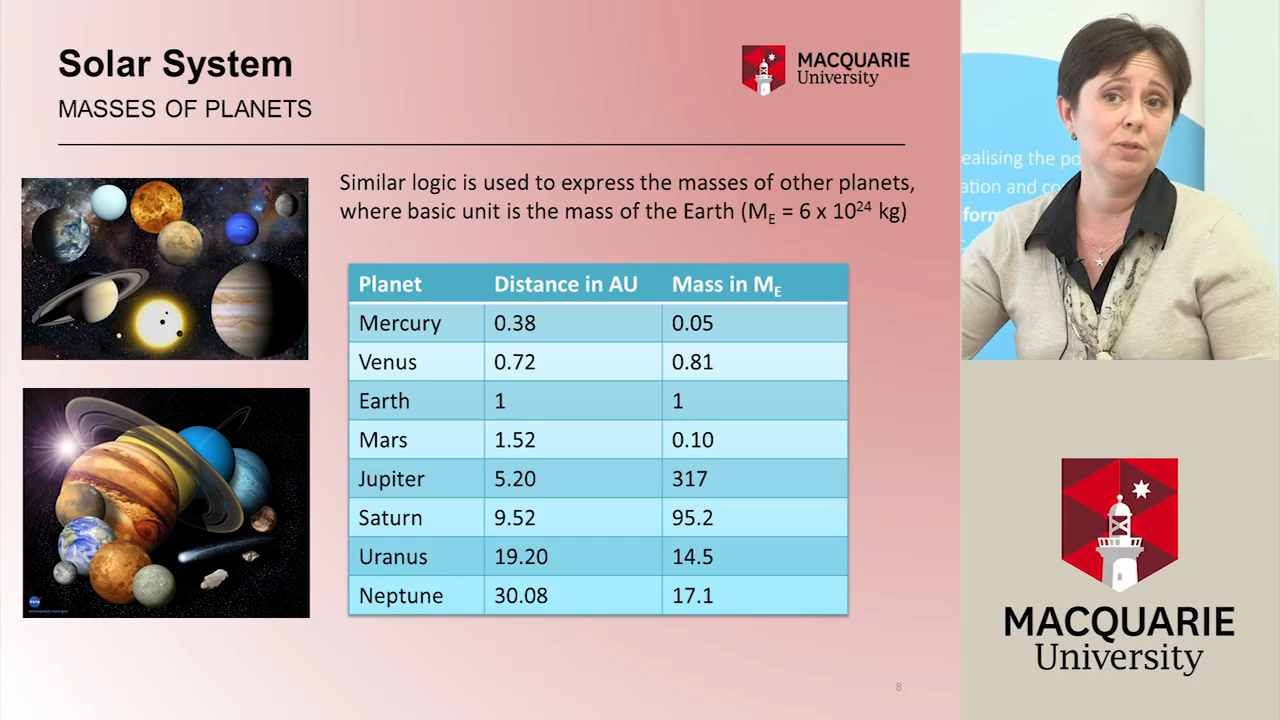 Solar System
MASSES OF PLANETS
MACQUARIE
University
Similar logic is used to express the masses of other planets,
where basic unit is the mass of the Earth (M_E = 6 x 10^24 kg)
Planet Distance in AU Mass in M_E
Mercury 0.38 0.05
Venus 0.72 0.81
Earth 1 1
Mars 1.52 0.10
Jupiter 5.20 317
Saturn 9.52 95.2
Uranus 19.20 14.5
Neptune 30.08 17.1
8
ealising the po
ation and co
form
MACQUARIE
University